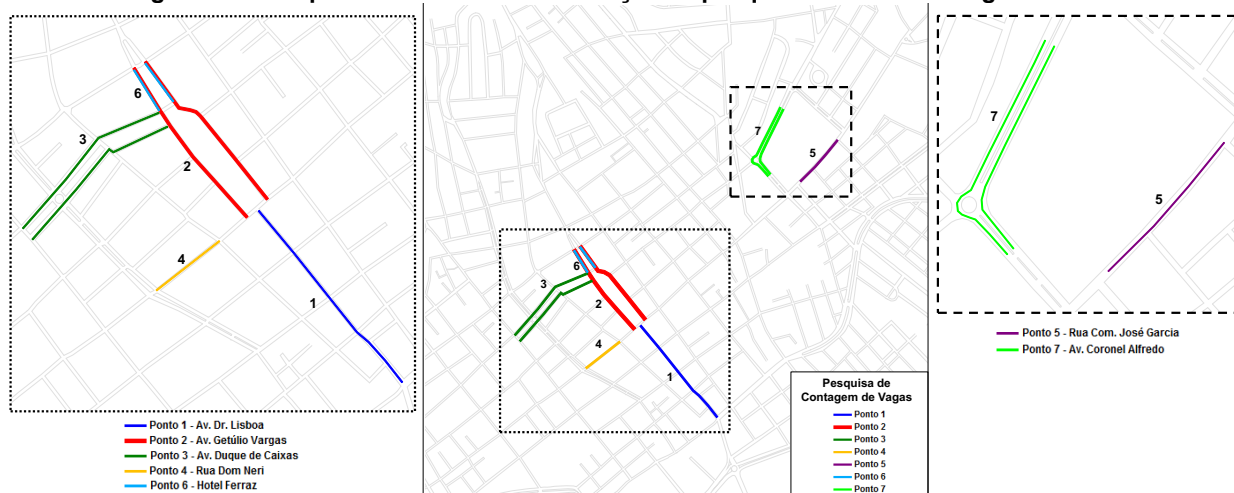 6
3
2
4
1
Ponto 1 - Av. Dr. Lisboa
Ponto 2 - Av. Getúlio Vargas
Ponto 3 - Av. Duque de Caixas
Ponto 4 - Rua Dom Neri
Ponto 6 - Hotel Ferraz
7
5
6
3
2
4
1
Pesquisa de
Contagem de Vagas
Ponto 1
Ponto 2
Ponto 3
Ponto 4
Ponto 5
Ponto 6
Ponto 7
7
5
Ponto 5 - Rua Com. José Garcia
Ponto 7 - Av. Coronel Alfredo